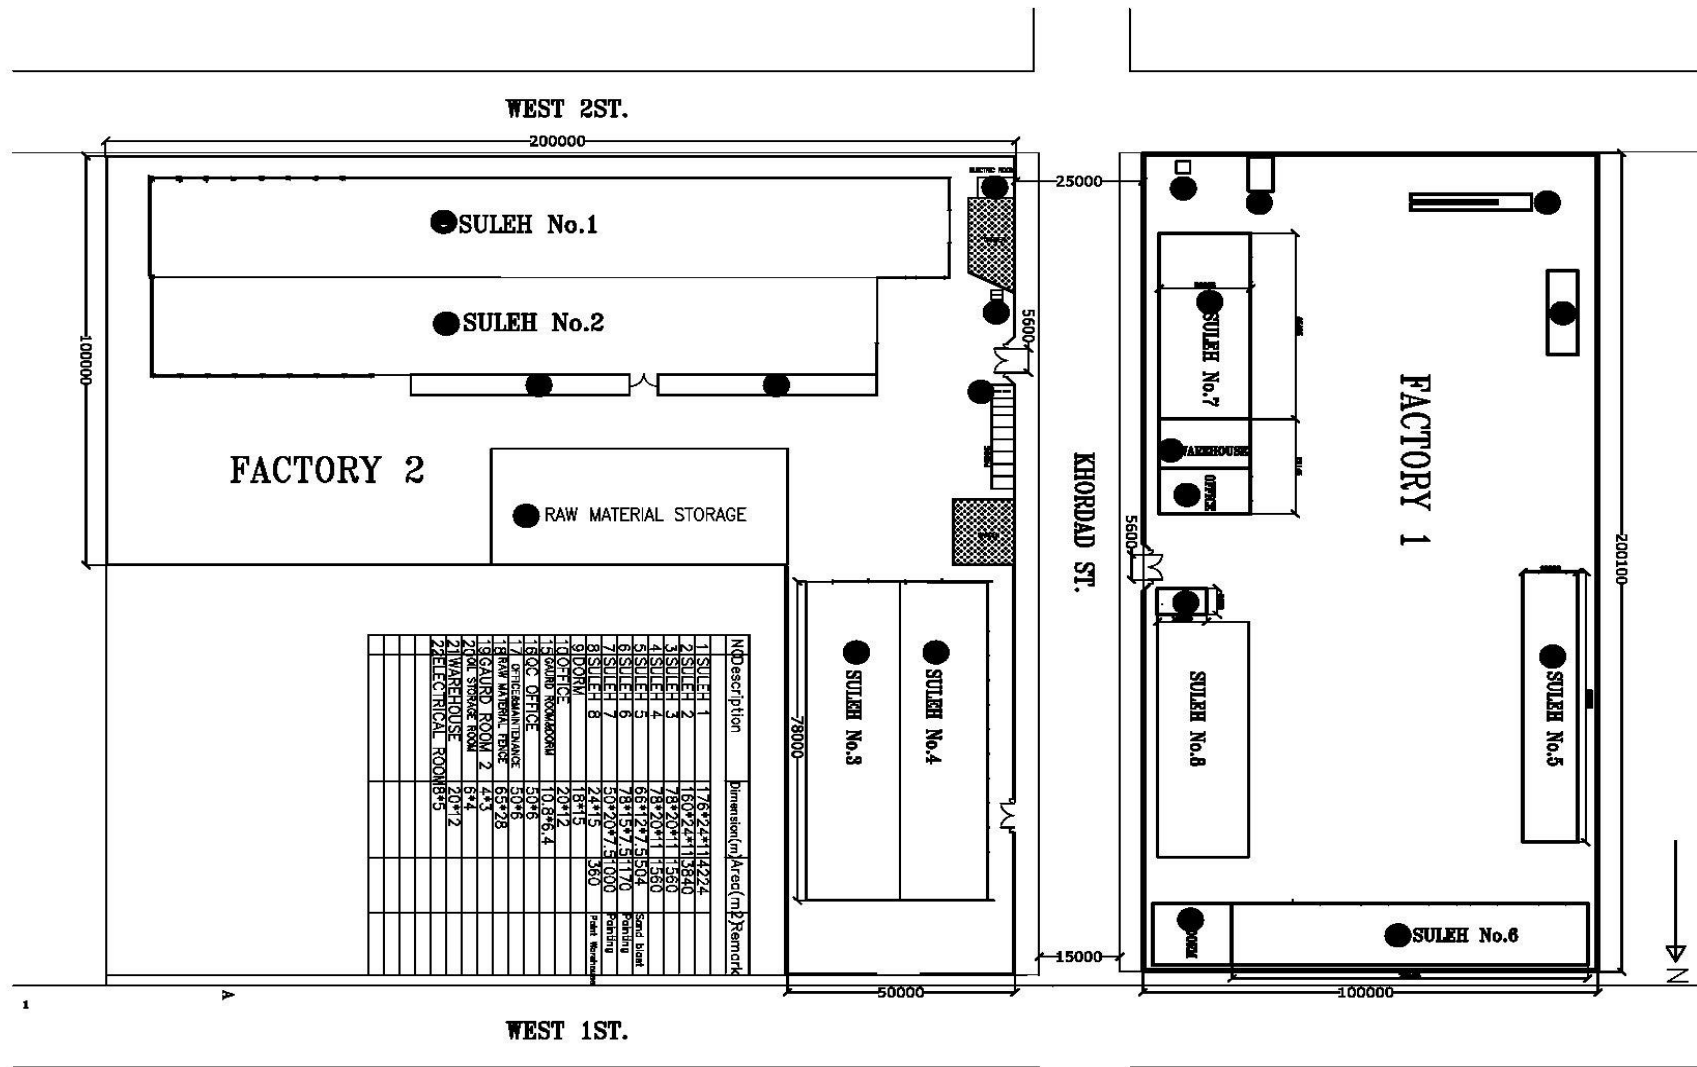 WEST 2ST.
200000
25000
SULEH No.1
SULEH No.2
5600
100000
FACTORY 2
RAW MATERIAL STORAGE
KHORDAD ST.
SULEH No.7
WAREHOUSE
OFFICE
FACTORY 1
5600
200100
SULEH No.3
SULEH No.4
78000
SULEH No.8
SULEH No.5
DORM
SULEH No.6
15000
50000
100000
N
NO Description Dimension(m) Area(m2) Remark
1 SULEH 1 176*24*11 4224
2 SULEH 2 160*24*11 3840
3 SULEH 3 78*20*11 1560
4 SULEH 4 78*20*11 1560
5 SULEH 5 66*12*7.5 504 Sand blast
6 SULEH 6 78*15*7.5 1170 Painting
7 SULEH 7 50*20*7.5 1000 Painting
8 SULEH 8 24*15 360 Paint Warehouse
9 DORM 18*15
10 OFFICE 20*12
15 GAURD ROOM&DORM 10.8*6.4
16 QC OFFICE 50*6
17 OFFICE&MAINTENANCE 50*6
18 RAW MATERIAL FENCE 65*28
19 GAURD ROOM 2 4*3
20 OIL STORAGE ROOM 6*4
21 WAREHOUSE 20*12
22 ELECTRICAL ROOM 8*5
1
A
WEST 1ST.